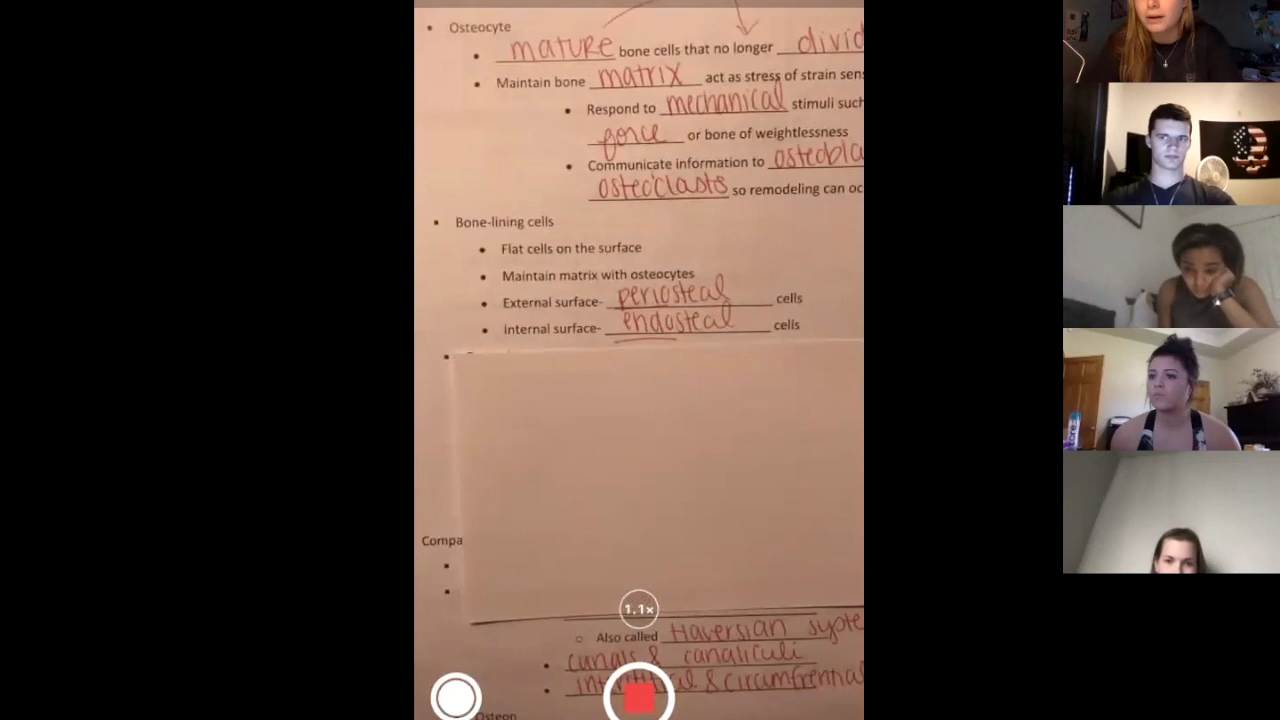 • Osteocyte
• mature bone cells that no longer divid
• Maintain bone matrix act as stress of strain sen
• Respond to mechanical stimuli such
force or bone of weightlessness
• Communicate information to osteobla
osteoclasts so remodeling can oc
• Bone-lining cells
• Flat cells on the surface
• Maintain matrix with osteocytes
• External surface- periosteal cells
• Internal surface- endosteal cells
Compa
1.1×
○ Also called Haversian syste
• canals & canaliculi
• & circumferential
Osteon